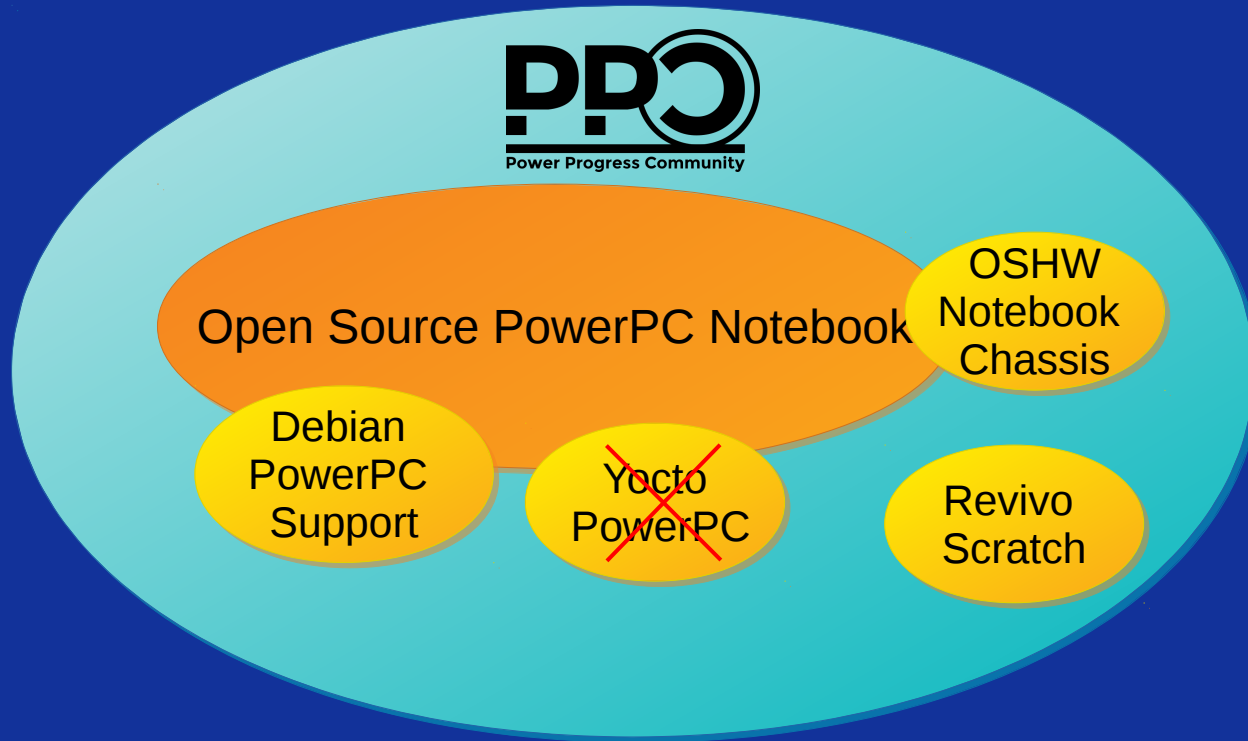 PPC
Power Progress Community
Open Source PowerPC Notebook
OSHW
Notebook
Chassis
Debian
PowerPC
Support
Yocto
PowerPC
Revivo
Scratch